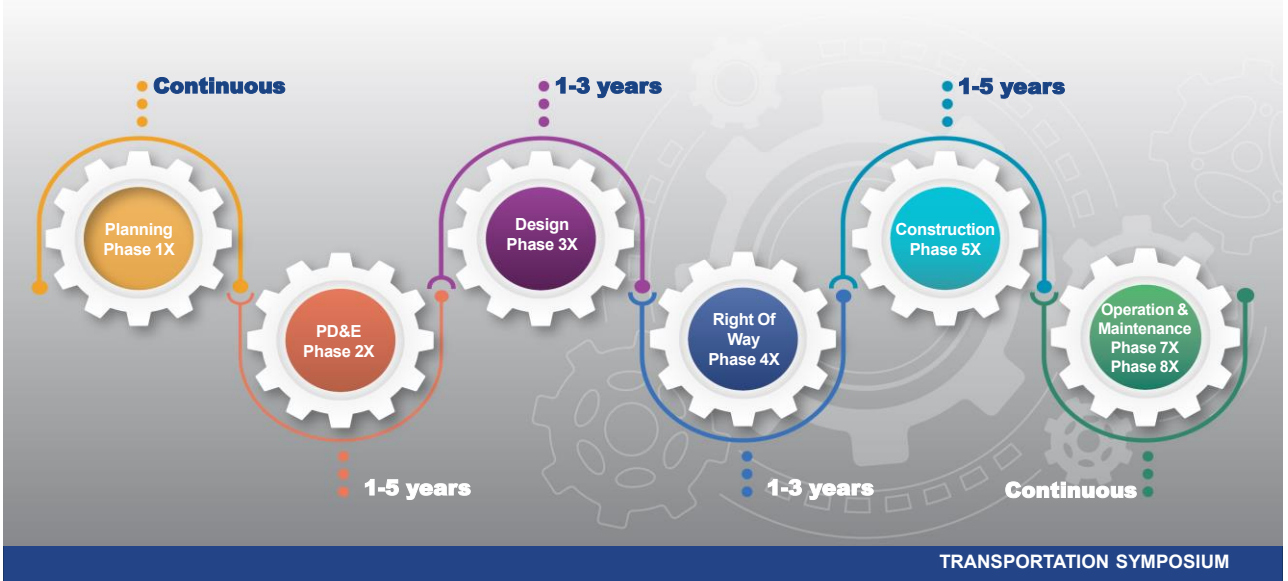 Continuous
1-3 years
1-5 years
Planning
Phase 1X
Design
Phase 3X
Construction
Phase 5X
PD&E
Phase 2X
Right Of
Way
Phase 4X
Operation &
Maintenance
Phase 7X
Phase 8X
1-5 years
1-3 years
Continuous
TRANSPORTATION SYMPOSIUM